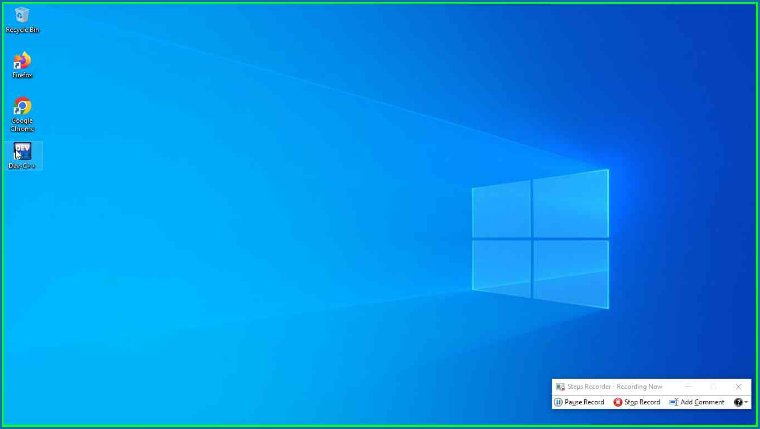 Recycle Bin
Firefox
Google
Chrome
DEV
Dev-C++
Steps Recorder - Recording Now
Pause Record
Stop Record
Add Comment